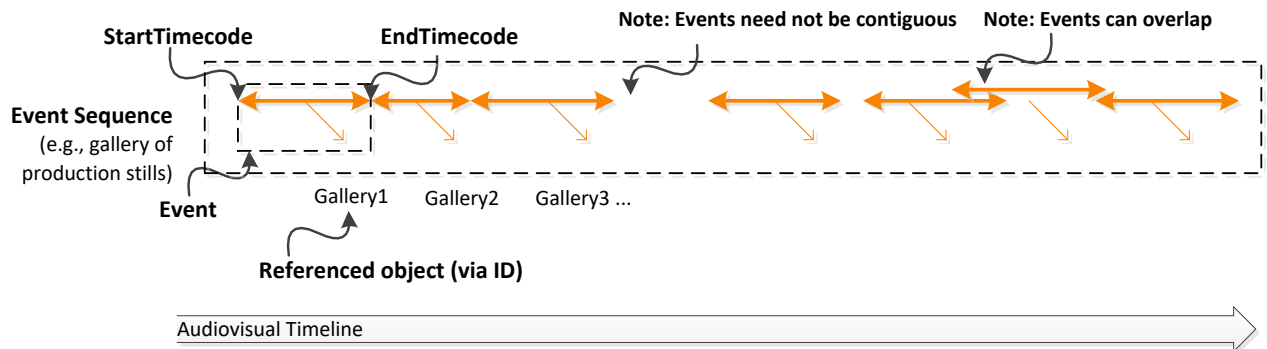 Note: Events need not be contiguous
Note: Events can overlap
StartTimecode
EndTimecode
Event Sequence
(e.g., gallery of
production stills)
Event
Gallery1
Gallery2
Gallery3 ...
Referenced object (via ID)
Audiovisual Timeline